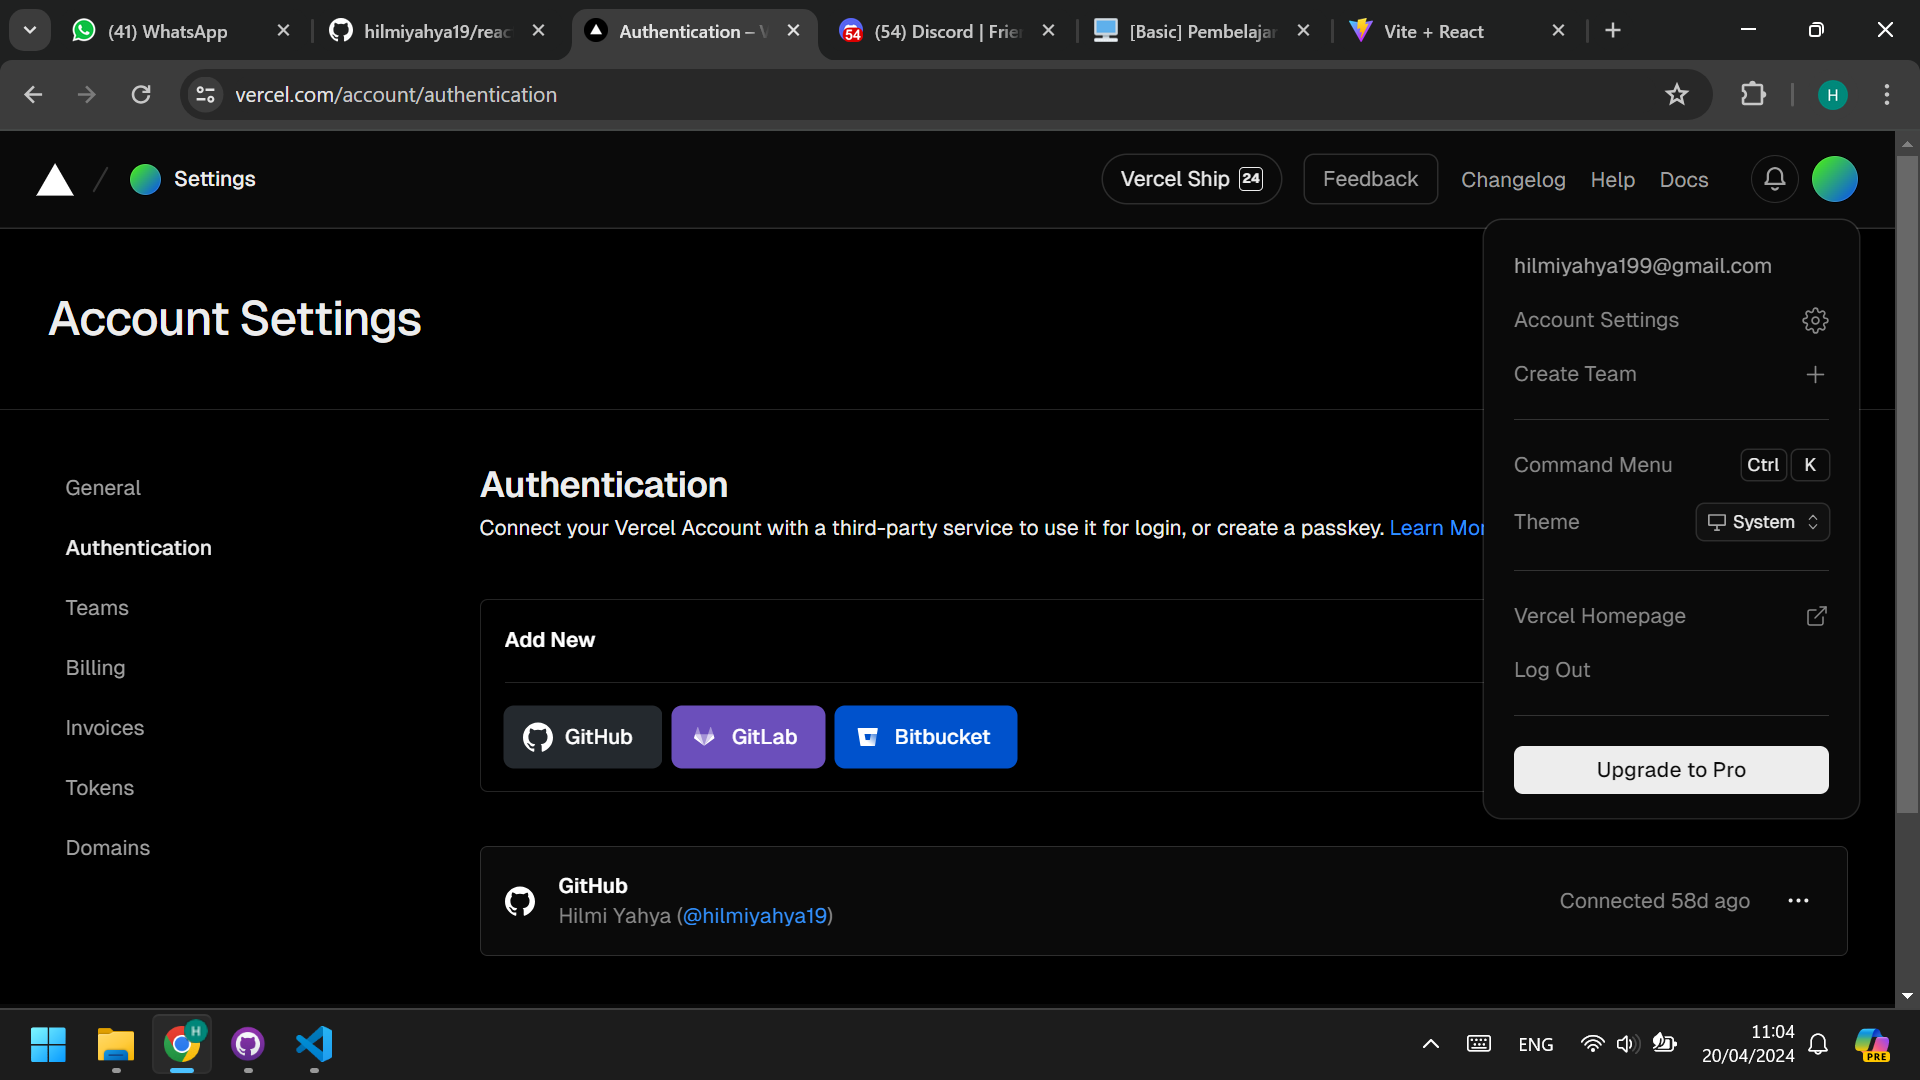 (41) WhatsApp
hilmiyahya19/reac
Authentication – V
54
(54) Discord | Frie
[Basic] Pembelajar
Vite + React
vercel.com/account/authentication
H
Settings
Vercel Ship 24
Feedback
Changelog
Help
Docs
hilmiyahya199@gmail.com
Account Settings
Create Team
Command Menu
Ctrl
K
Theme
System
Vercel Homepage
Log Out
Upgrade to Pro
Account Settings
General
Authentication
Teams
Billing
Invoices
Tokens
Domains
Authentication
Connect your Vercel Account with a third-party service to use it for login, or create a passkey. Learn Mor
Add New
GitHub
GitLab
Bitbucket
GitHub
Hilmi Yahya (@hilmiyahya19)
Connected 58d ago
H
ENG
11:04
20/04/2024
PRE